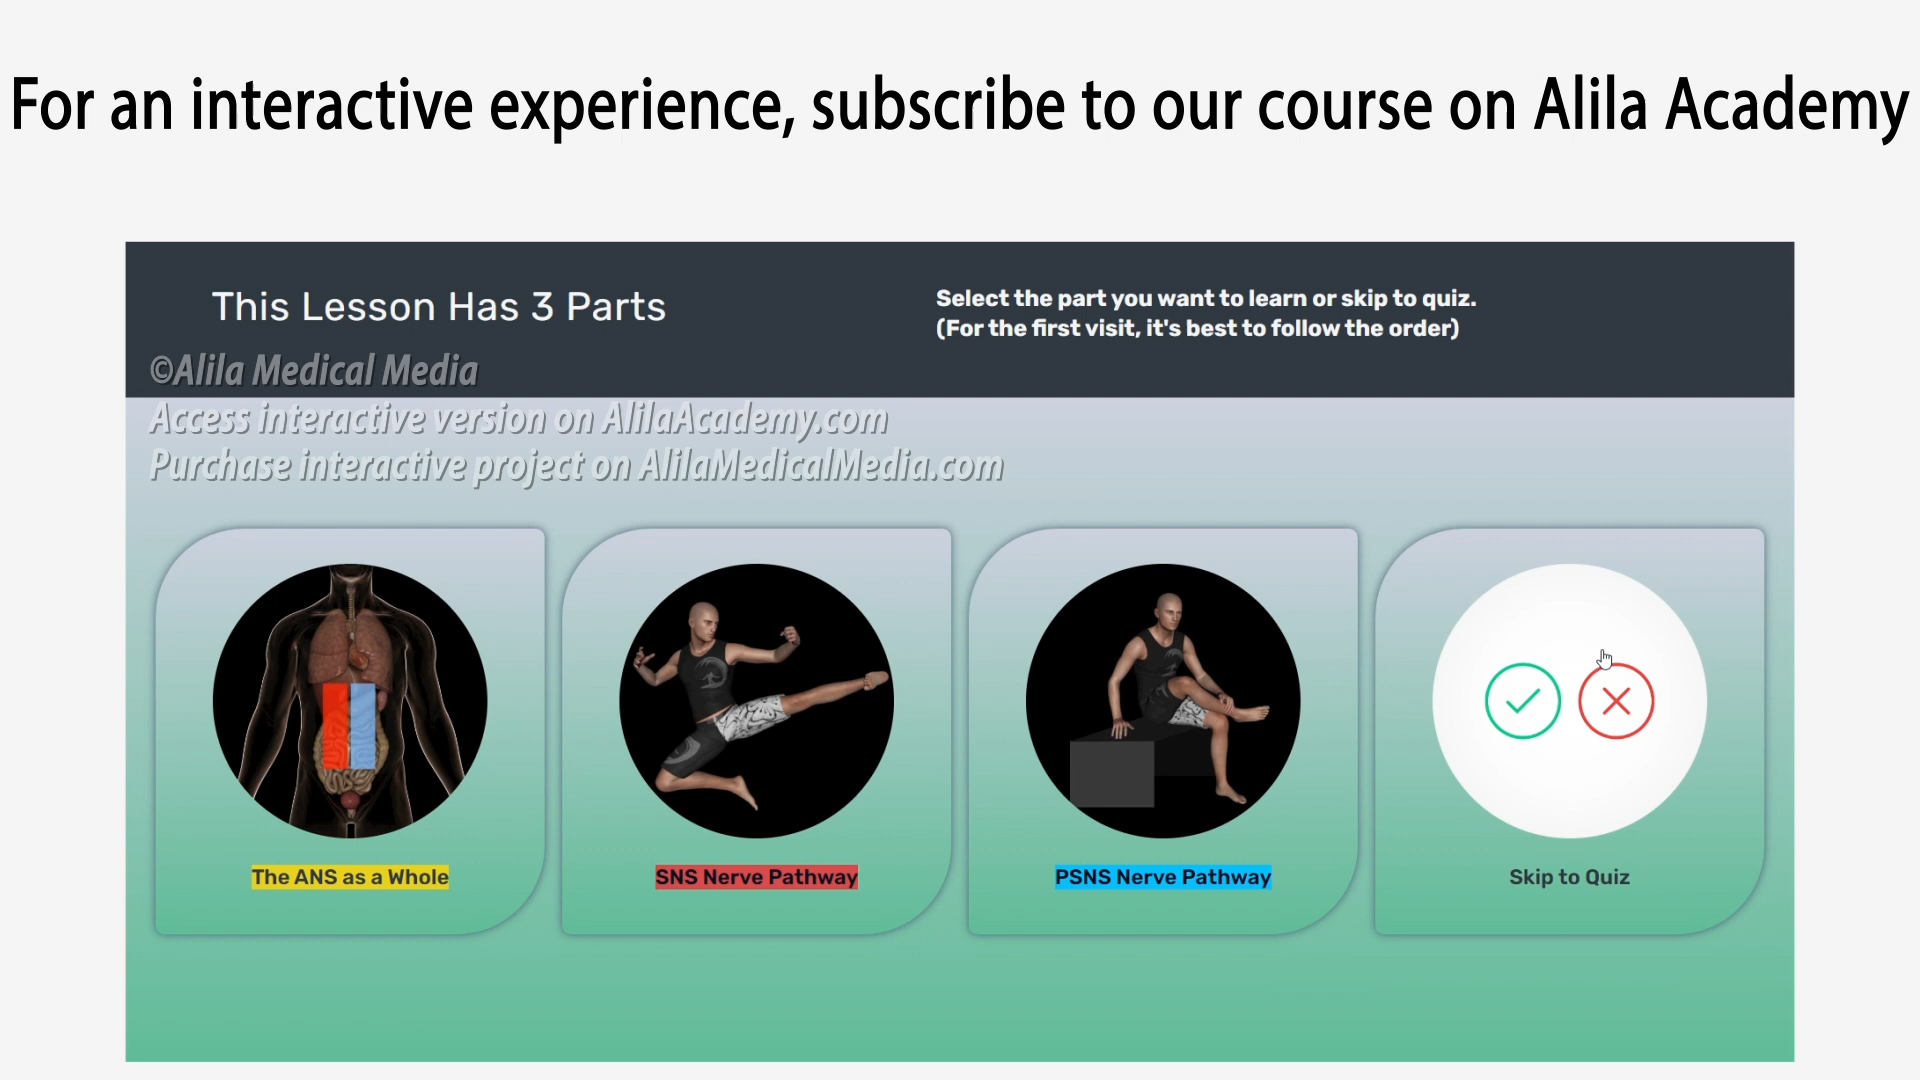 For an interactive experience, subscribe to our course on Alila Academy
This Lesson Has 3 Parts
Select the part you want to learn or skip to quiz.
(For the first visit, it's best to follow the order)
©Alila Medical Media
Access interactive version on AlilaAcademy.com
Purchase interactive project on AlilaMedicalMedia.com
The ANS as a Whole
SNS Nerve Pathway
PSNS Nerve Pathway
Skip to Quiz